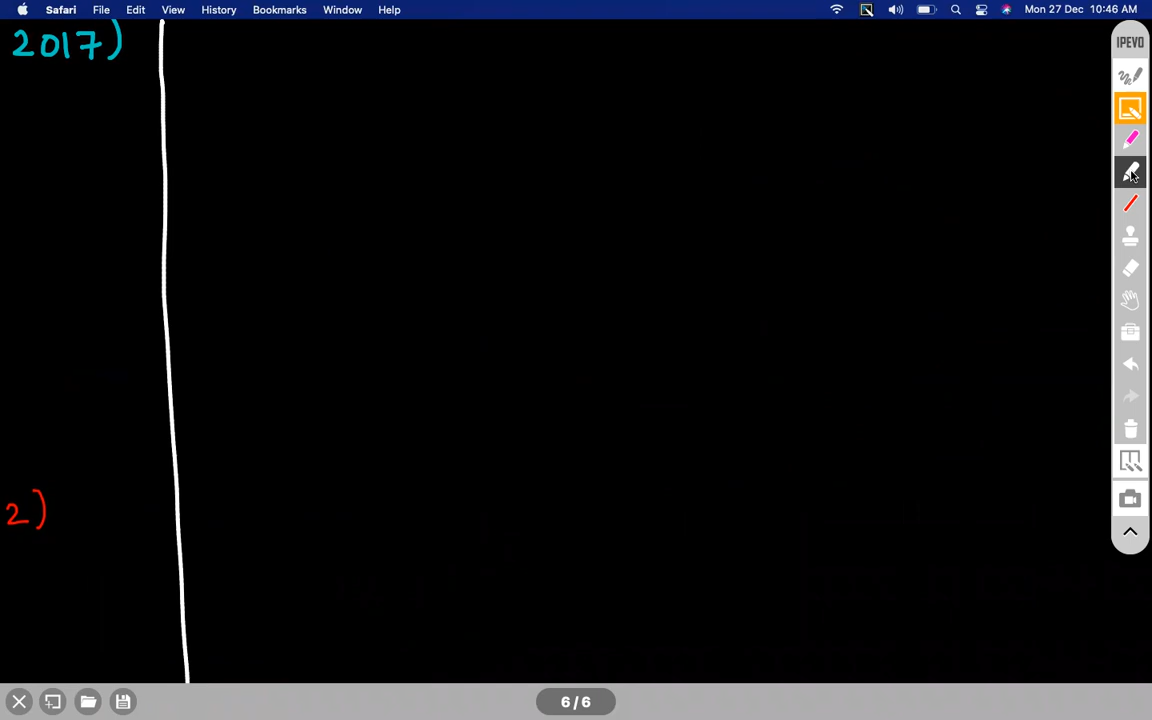 Safari File Edit View History Bookmarks Window Help Mon 27 Dec 10:46 AM
2017)
IPEVO
2)
6/6